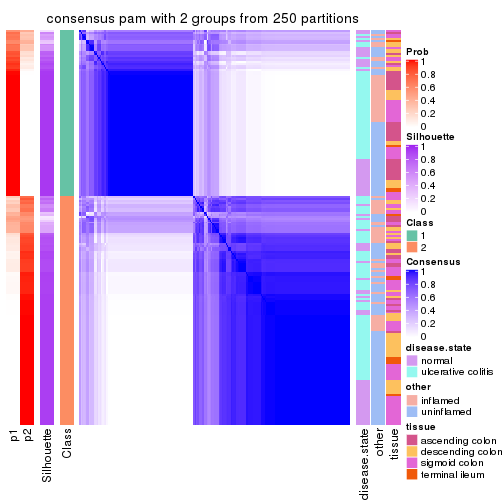 consensus pam with 2 groups from 250 partitions
Prob
1
0.8
0.6
0.4
0.2
0
Silhouette
1
0.8
0.6
0.4
0.2
0
Class
1
2
Consensus
1
0.8
0.6
0.4
0.2
0
disease.state
normal
ulcerative colitis
other
inflamed
uninflamed
tissue
ascending colon
descending colon
sigmoid colon
terminal ileum
p1
p2
Silhouette
Class
disease.state
other
tissue